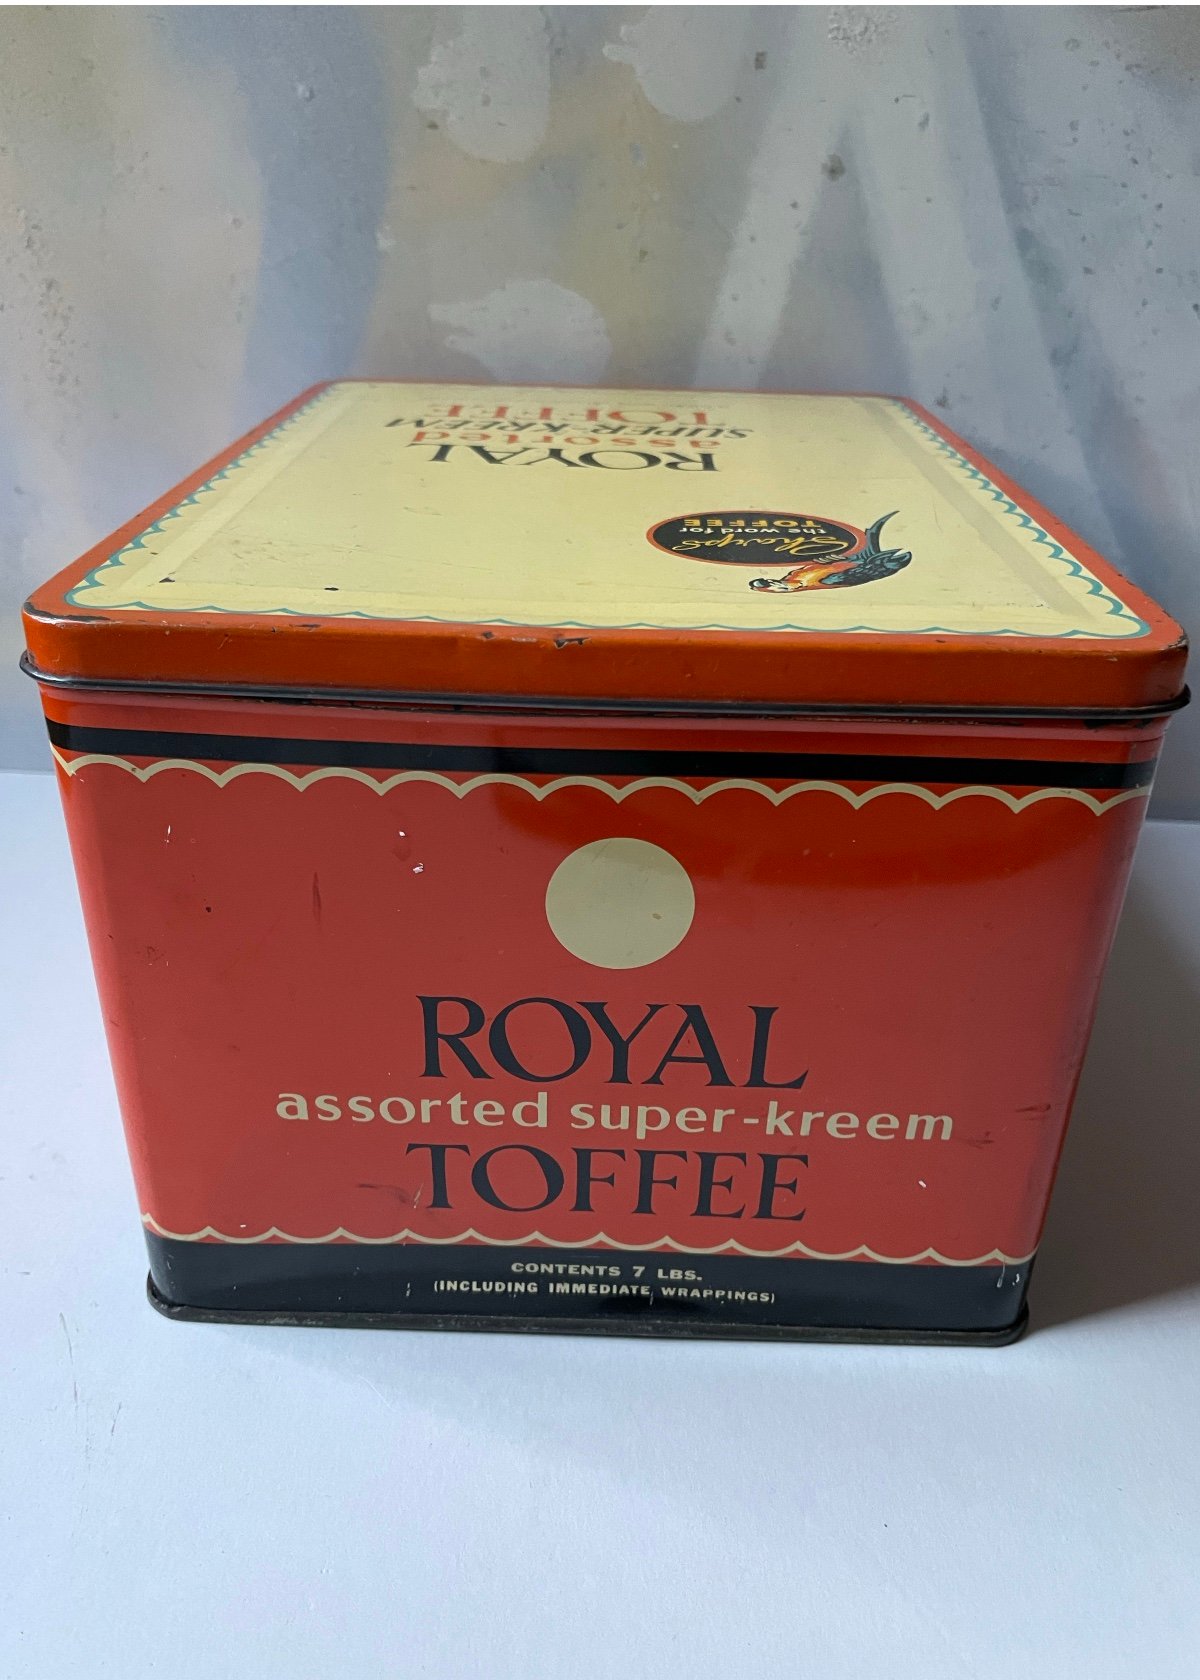 ROYAL
assorted
SUPER-KREEM
TOFFEE
Sharps
the word for
TOFFEE
ROYAL
assorted super-kreem
TOFFEE
CONTENTS 7 LBS.
(INCLUDING IMMEDIATE WRAPPINGS)